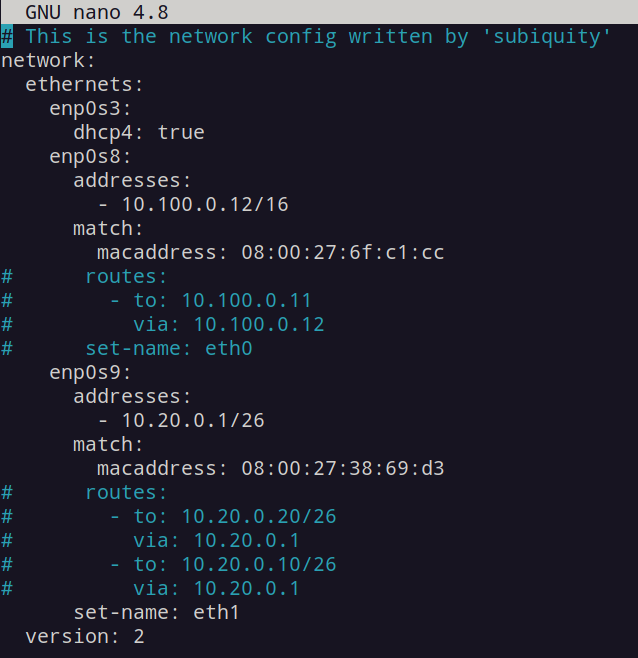 GNU nano 4.8
# This is the network config written by 'subiquity'
network:
  ethernets:
    enp0s3:
      dhcp4: true
    enp0s8:
      addresses:
        - 10.100.0.12/16
      match:
        macaddress: 08:00:27:6f:c1:cc
#      routes:
#        - to: 10.100.0.11
#          via: 10.100.0.12
#      set-name: eth0
    enp0s9:
      addresses:
        - 10.20.0.1/26
      match:
        macaddress: 08:00:27:38:69:d3
#      routes:
#        - to: 10.20.0.20/26
#          via: 10.20.0.1
#        - to: 10.20.0.10/26
#          via: 10.20.0.1
      set-name: eth1
  version: 2